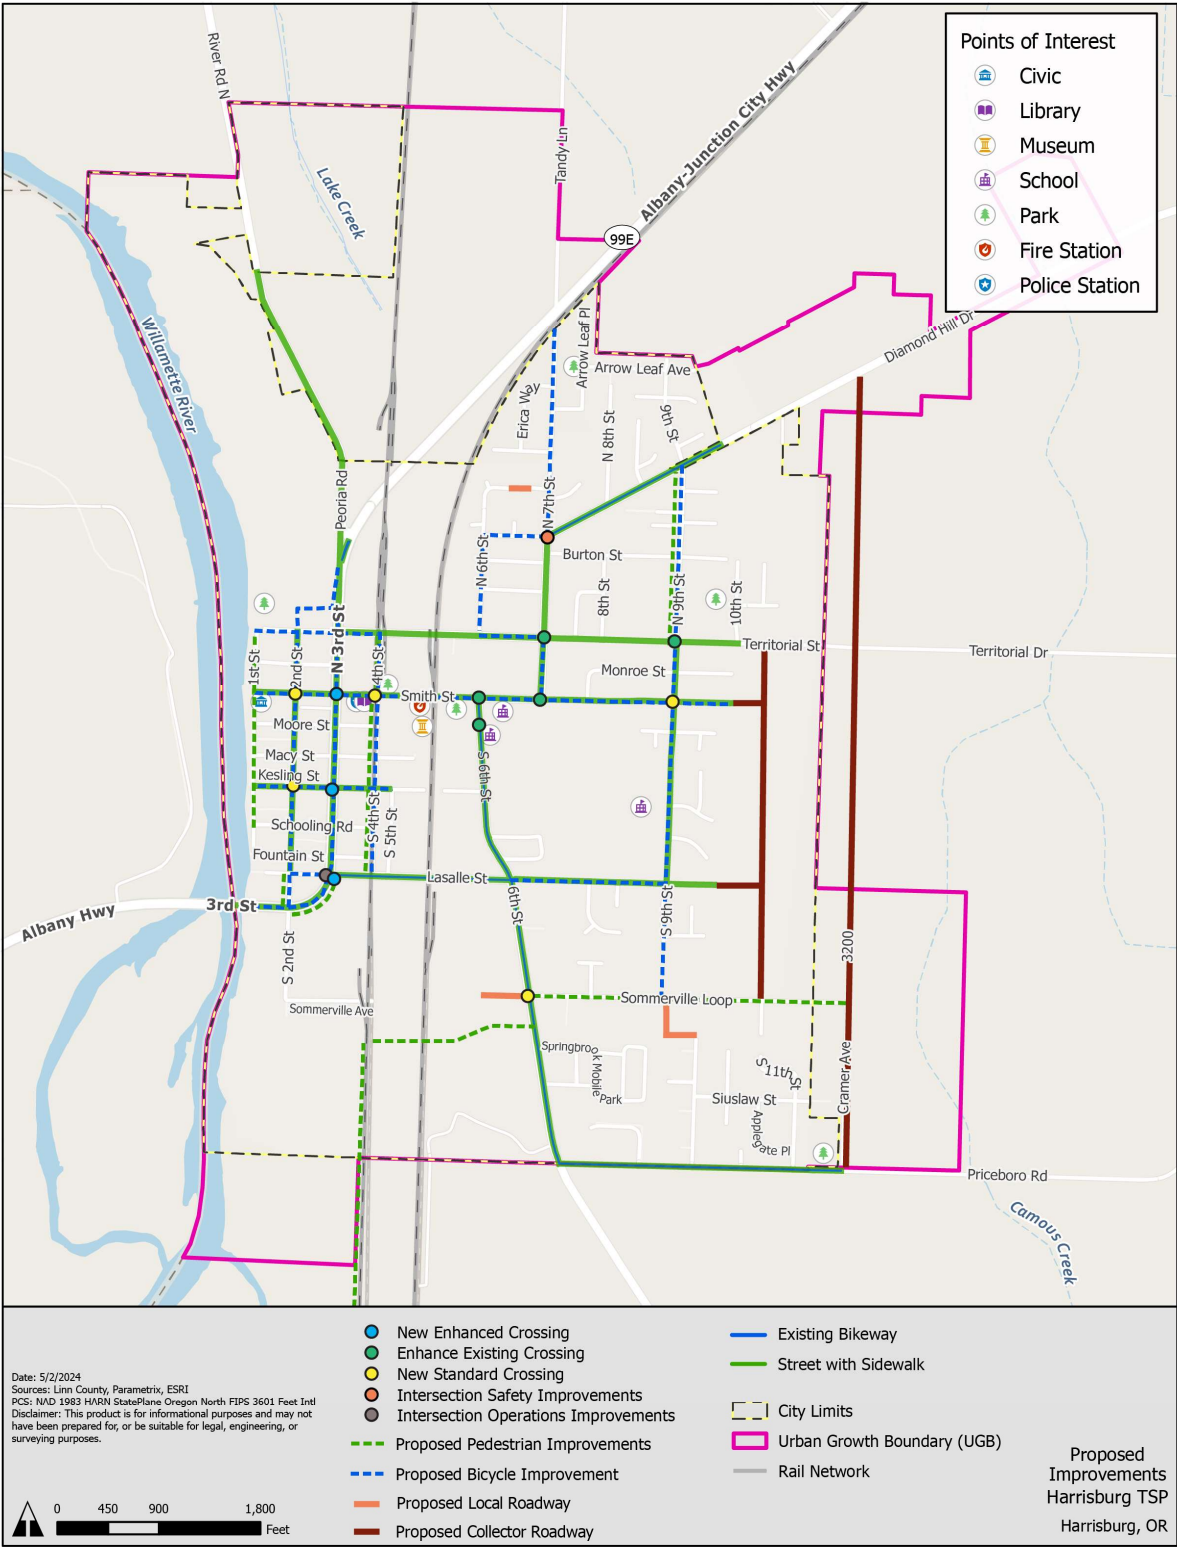 Points of Interest
Civic
Library
Museum
School
Park
Fire Station
Police Station
River Rd N
Lake Creek
Tandy Ln
Albany-Junction City Hwy
99E
Willamette River
Diamond Hill Dr
Arrow Leaf Pl
Arrow Leaf Ave
Erica Way
N 8th St
9th St
Peoria Rd
N 7th St
N 6th St
Burton St
8th St
N 9th St
10th St
N 3rd St
1st St
2nd St
4th St
Territorial St
Territorial Dr
Monroe St
Smith St
Moore St
Macy St
Kesling St
S 6th St
Schooling Rd
S 4th St
S 5th St
Fountain St
Lasalle St
3rd St
Albany Hwy
6th St
S 9th St
S 2nd St
3200
Sommerville Loop
Sommerville Ave
Springbrook Mobile Park
S 11th St
Siuslaw St
Applegate Pl
Cramer Ave
Priceboro Rd
Camous Creek
New Enhanced Crossing
Enhance Existing Crossing
New Standard Crossing
Intersection Safety Improvements
Intersection Operations Improvements
Proposed Pedestrian Improvements
Proposed Bicycle Improvement
Proposed Local Roadway
Proposed Collector Roadway
Existing Bikeway
Street with Sidewalk
City Limits
Urban Growth Boundary (UGB)
Rail Network
Date: 5/2/2024
Sources: Linn County, Parametrix, ESRI
PCS: NAD 1983 HARN StatePlane Oregon North FIPS 3601 Feet Intl
Disclaimer: This product is for informational purposes and may not
have been prepared for, or be suitable for legal, engineering, or
surveying purposes.
0 450 900 1,800
Feet
Proposed
Improvements
Harrisburg TSP
Harrisburg, OR